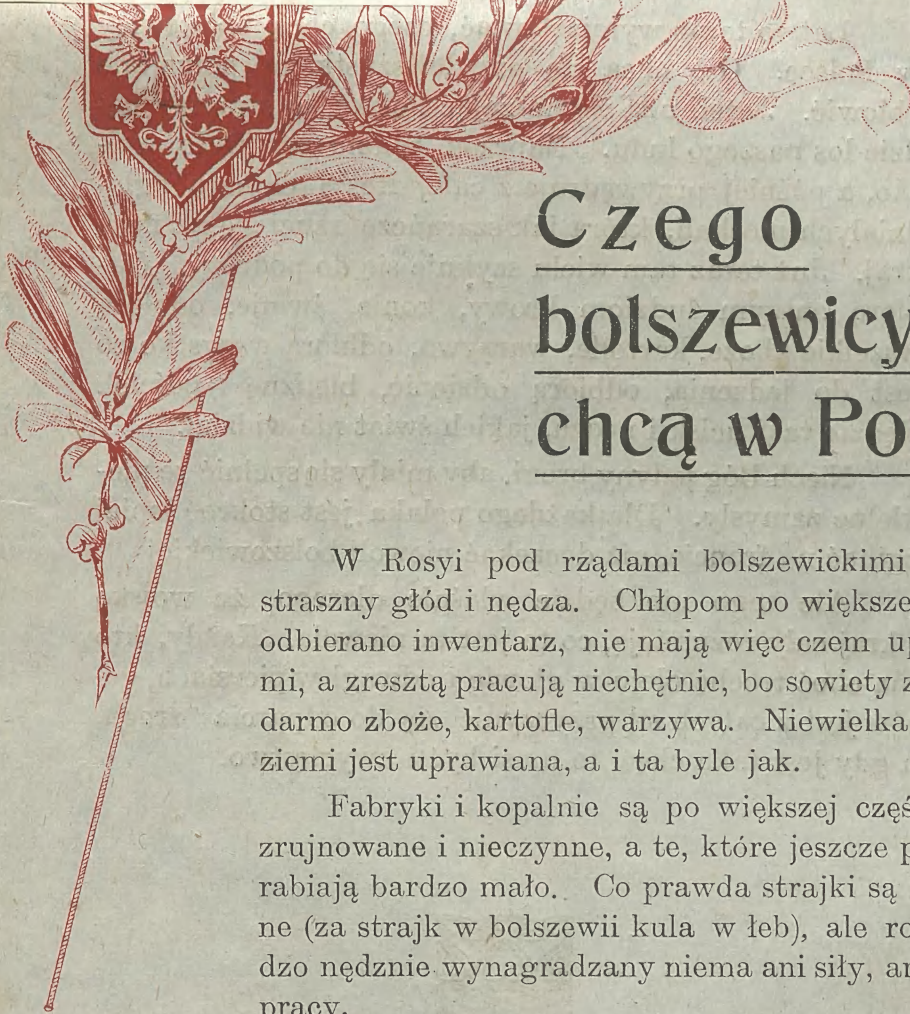 Czego
bolszewicy
chcą w Po
W Rosyi pod rządami bolszewickimi
straszny głód i nędza. Chłopom po większe
odbierano inwentarz, nie mają więc czem up
mi, a zresztą pracują niechętnie, bo sowiety z
darmo zboże, kartofle, warzywa. Niewielka
ziemi jest uprawiana, a i ta byle jak.
Fabryki i kopalnie są po większej częś
zrujnowane i nieczynne, a te, które jeszcze p
rabiają bardzo mało. Co prawda strajki są
ne (za strajk w bolszewii kula w łeb), ale ro
dzo nędznie wynagradzany niema ani siły, an
pracy.